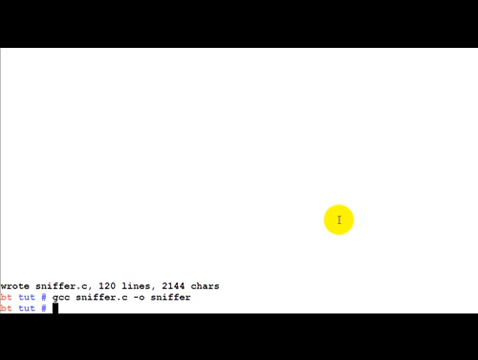 wrote sniffer.c, 120 lines, 2144 chars
bt tut # gcc sniffer.c -o sniffer
bt tut #